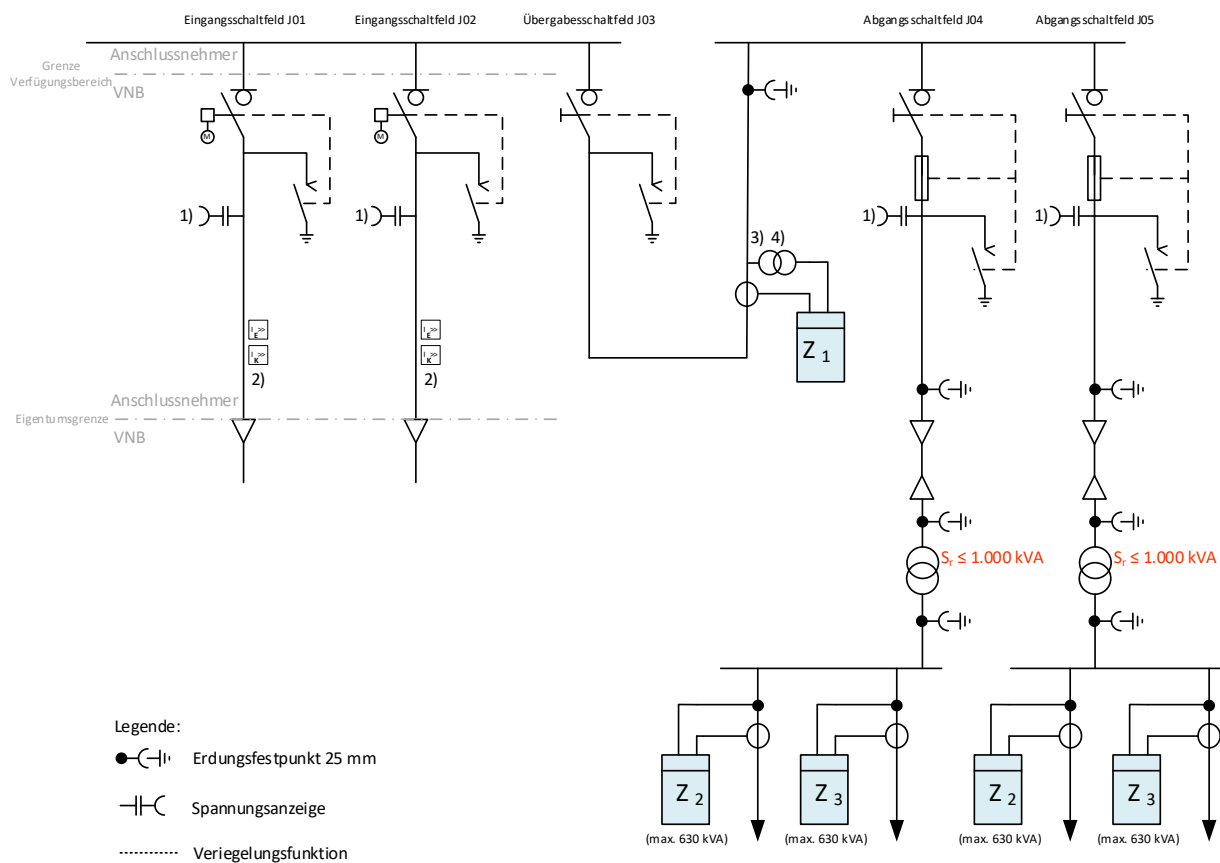 Eingangsschaltfeld J01
Eingangsschaltfeld J02
Übergabesschaltfeld J03
Abgangsschaltfeld J04
Abgangsschaltfeld J05
Anschlussnehmer
Grenze
Verfügungsbereich
VNB
M
M
1)
1)
1)
1)
3) 4)
Z 1
I E >>
I K >>
2)
I E >>
I K >>
2)
Anschlussnehmer
Eigentumsgrenze
VNB
Sr ≤ 1.000 kVA
Sr ≤ 1.000 kVA
Legende:
Erdungsfestpunkt 25 mm
Spannungsanzeige
Veriegelungsfunktion
Z 2
Z 3
Z 2
Z 3
(max. 630 kVA)
(max. 630 kVA)
(max. 630 kVA)
(max. 630 kVA)